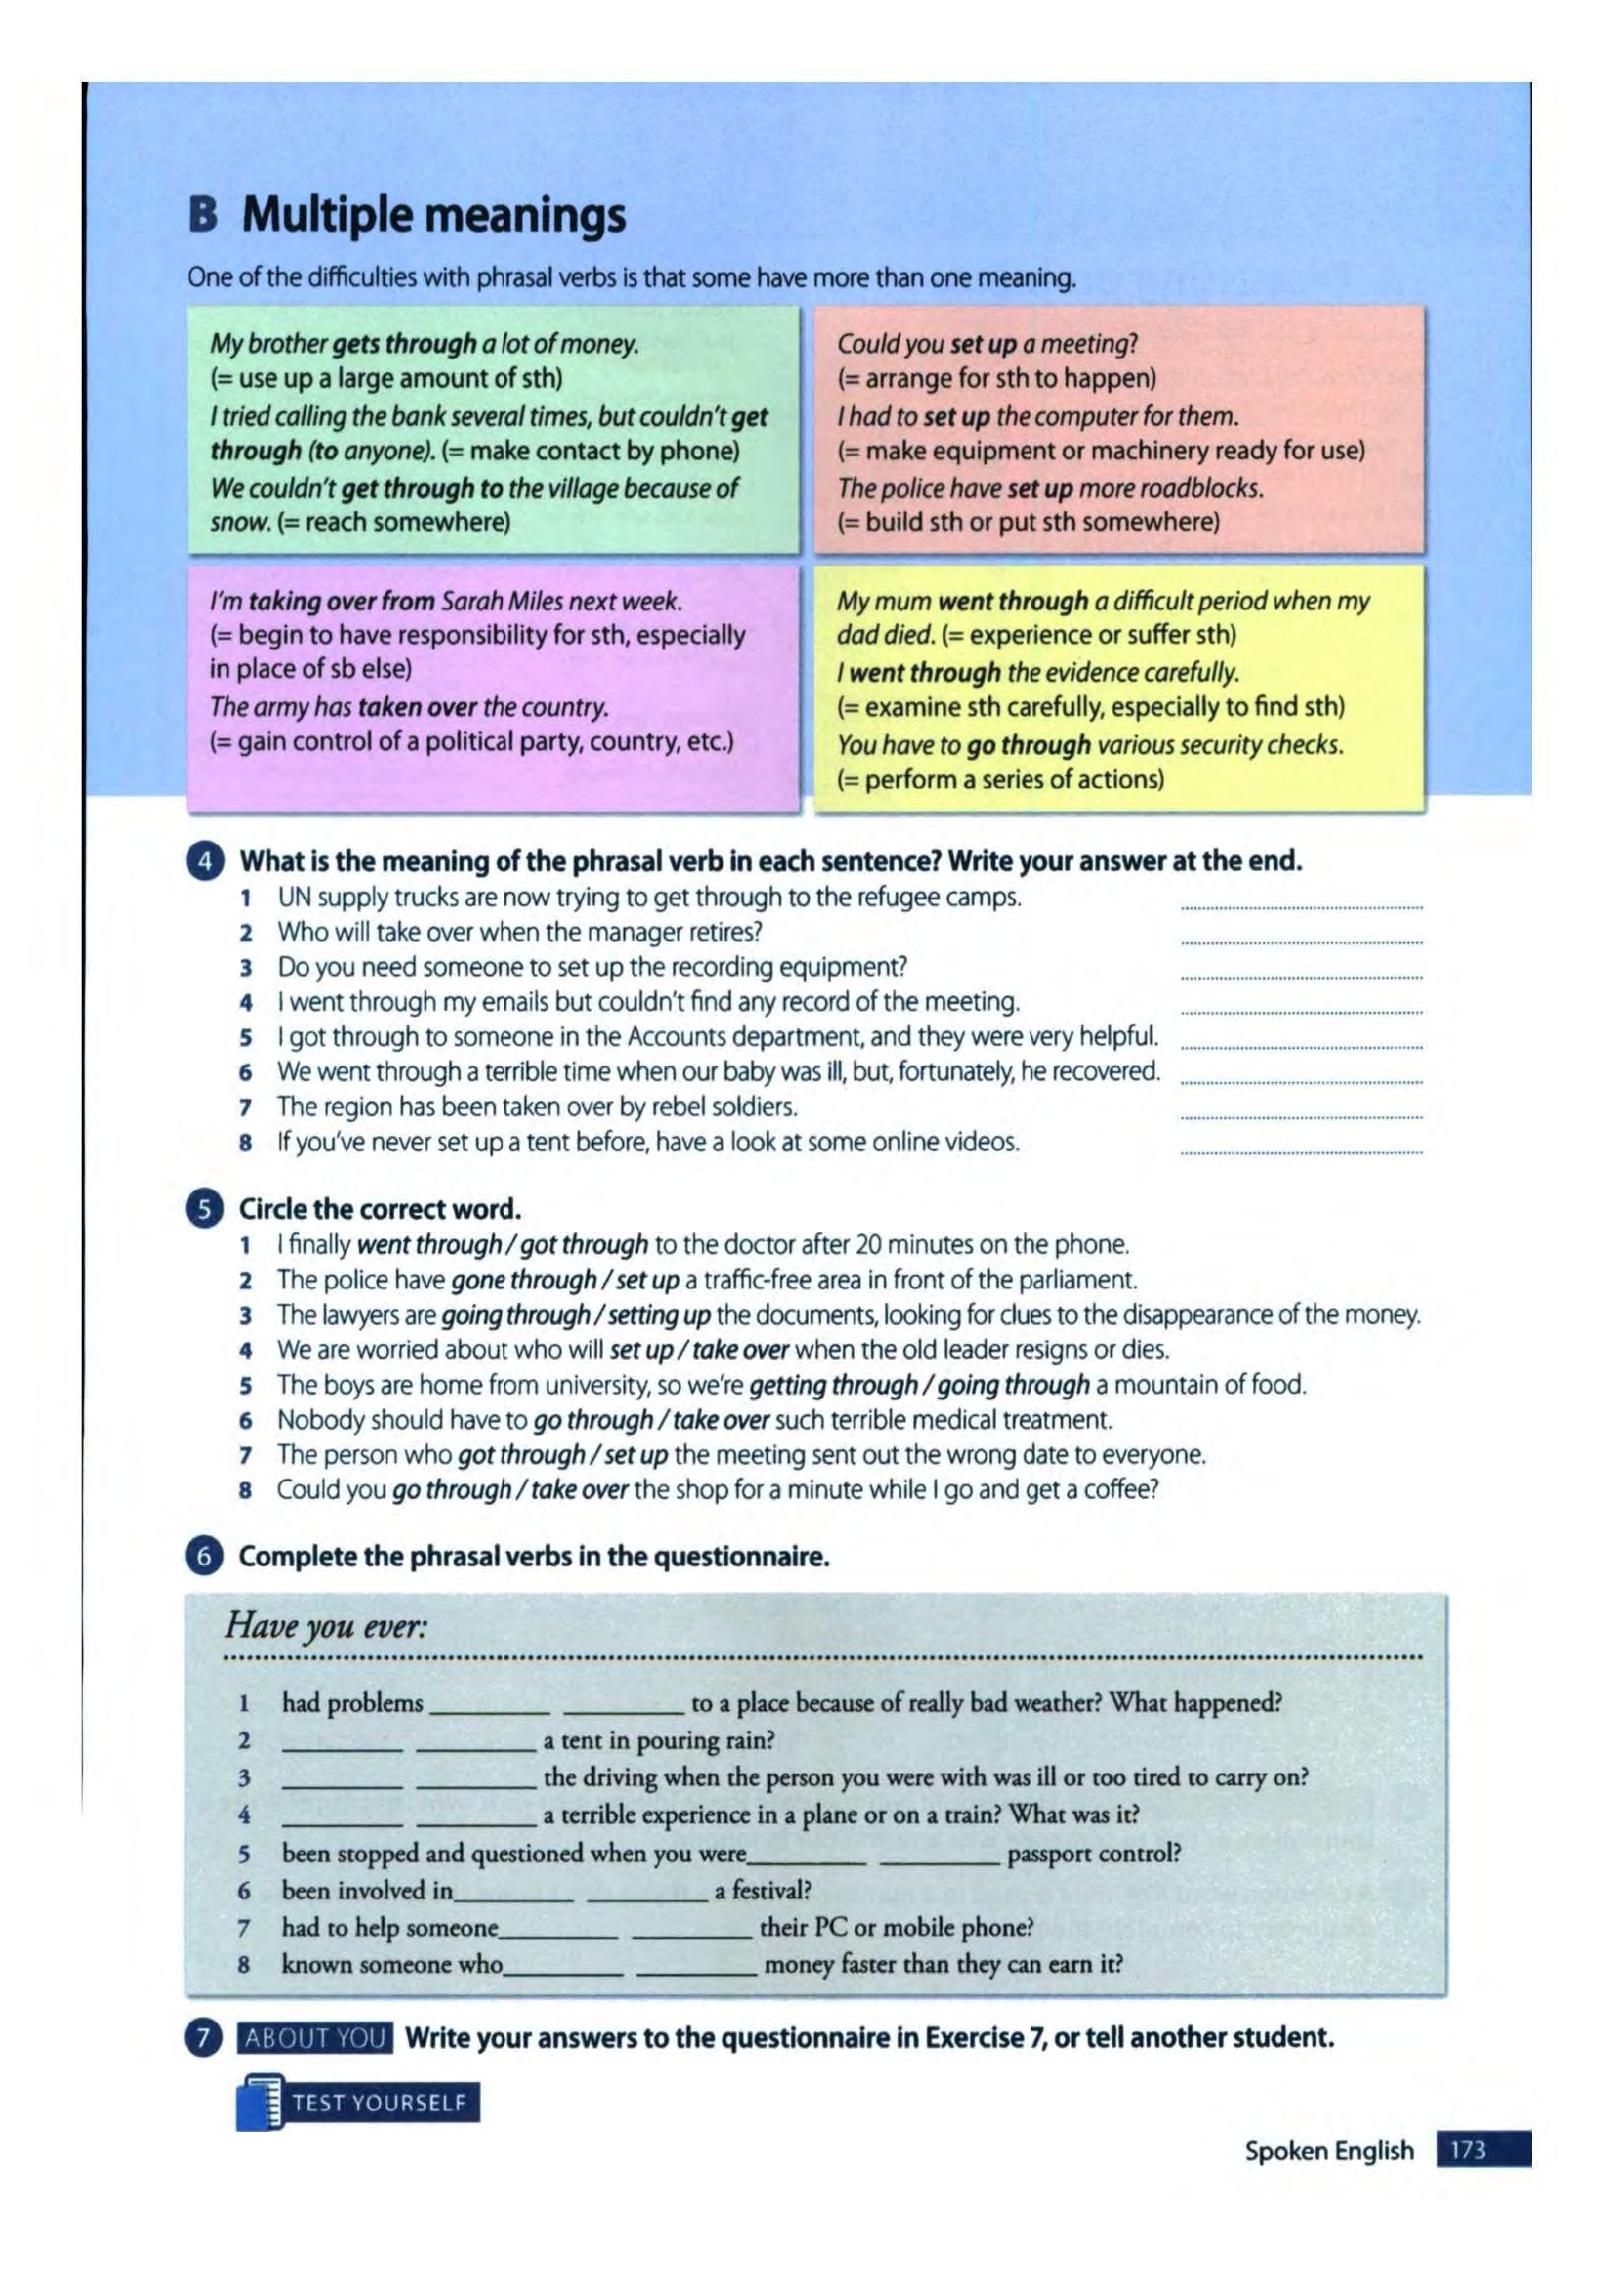 B Multiple meanings
One of the difficulties with phrasal verbs is that some have more than one meaning.
My brother gets through a lot of money.
(= use up a large amount of sth)
I tried calling the bank several times, but couldn't get
through (to anyone). (= make contact by phone)
We couldn't get through to the village because of
snow. (= reach somewhere)
Could you set up a meeting?
(= arrange for sth to happen)
I had to set up the computer for them.
(= make equipment or machinery ready for use)
The police have set up more roadblocks.
(= build sth or put sth somewhere)
I'm taking over from Sarah Miles next week.
(= begin to have responsibility for sth, especially
in place of sb else)
The army has taken over the country.
(= gain control of a political party, country, etc.)
My mum went through a difficult period when my
dad died. (= experience or suffer sth)
I went through the evidence carefully.
(= examine sth carefully, especially to find sth)
You have to go through various security checks.
(= perform a series of actions)
4 What is the meaning of the phrasal verb in each sentence? Write your answer at the end.
1 UN supply trucks are now trying to get through to the refugee camps.
2 Who will take over when the manager retires?
3 Do you need someone to set up the recording equipment?
4 I went through my emails but couldn't find any record of the meeting.
5 I got through to someone in the Accounts department, and they were very helpful.
6 We went through a terrible time when our baby was ill, but, fortunately, he recovered.
7 The region has been taken over by rebel soldiers.
8 If you've never set up a tent before, have a look at some online videos.
5 Circle the correct word.
1 I finally went through / got through to the doctor after 20 minutes on the phone.
2 The police have gone through / set up a traffic-free area in front of the parliament.
3 The lawyers are going through / setting up the documents, looking for clues to the disappearance of the money.
4 We are worried about who will set up / take over when the old leader resigns or dies.
5 The boys are home from university, so we're getting through / going through a mountain of food.
6 Nobody should have to go through / take over such terrible medical treatment.
7 The person who got through / set up the meeting sent out the wrong date to everyone.
8 Could you go through / take over the shop for a minute while I go and get a coffee?
6 Complete the phrasal verbs in the questionnaire.
Have you ever:
1 had problems ________ ________ to a place because of really bad weather? What happened?
2 ________ ________ a tent in pouring rain?
3 ________ ________ the driving when the person you were with was ill or too tired to carry on?
4 ________ ________ a terrible experience in a plane or on a train? What was it?
5 been stopped and questioned when you were ________ ________ passport control?
6 been involved in ________ ________ a festival?
7 had to help someone ________ ________ their PC or mobile phone?
8 known someone who ________ ________ money faster than they can earn it?
7 ABOUT YOU Write your answers to the questionnaire in Exercise 7, or tell another student.
TEST YOURSELF
Spoken English 173